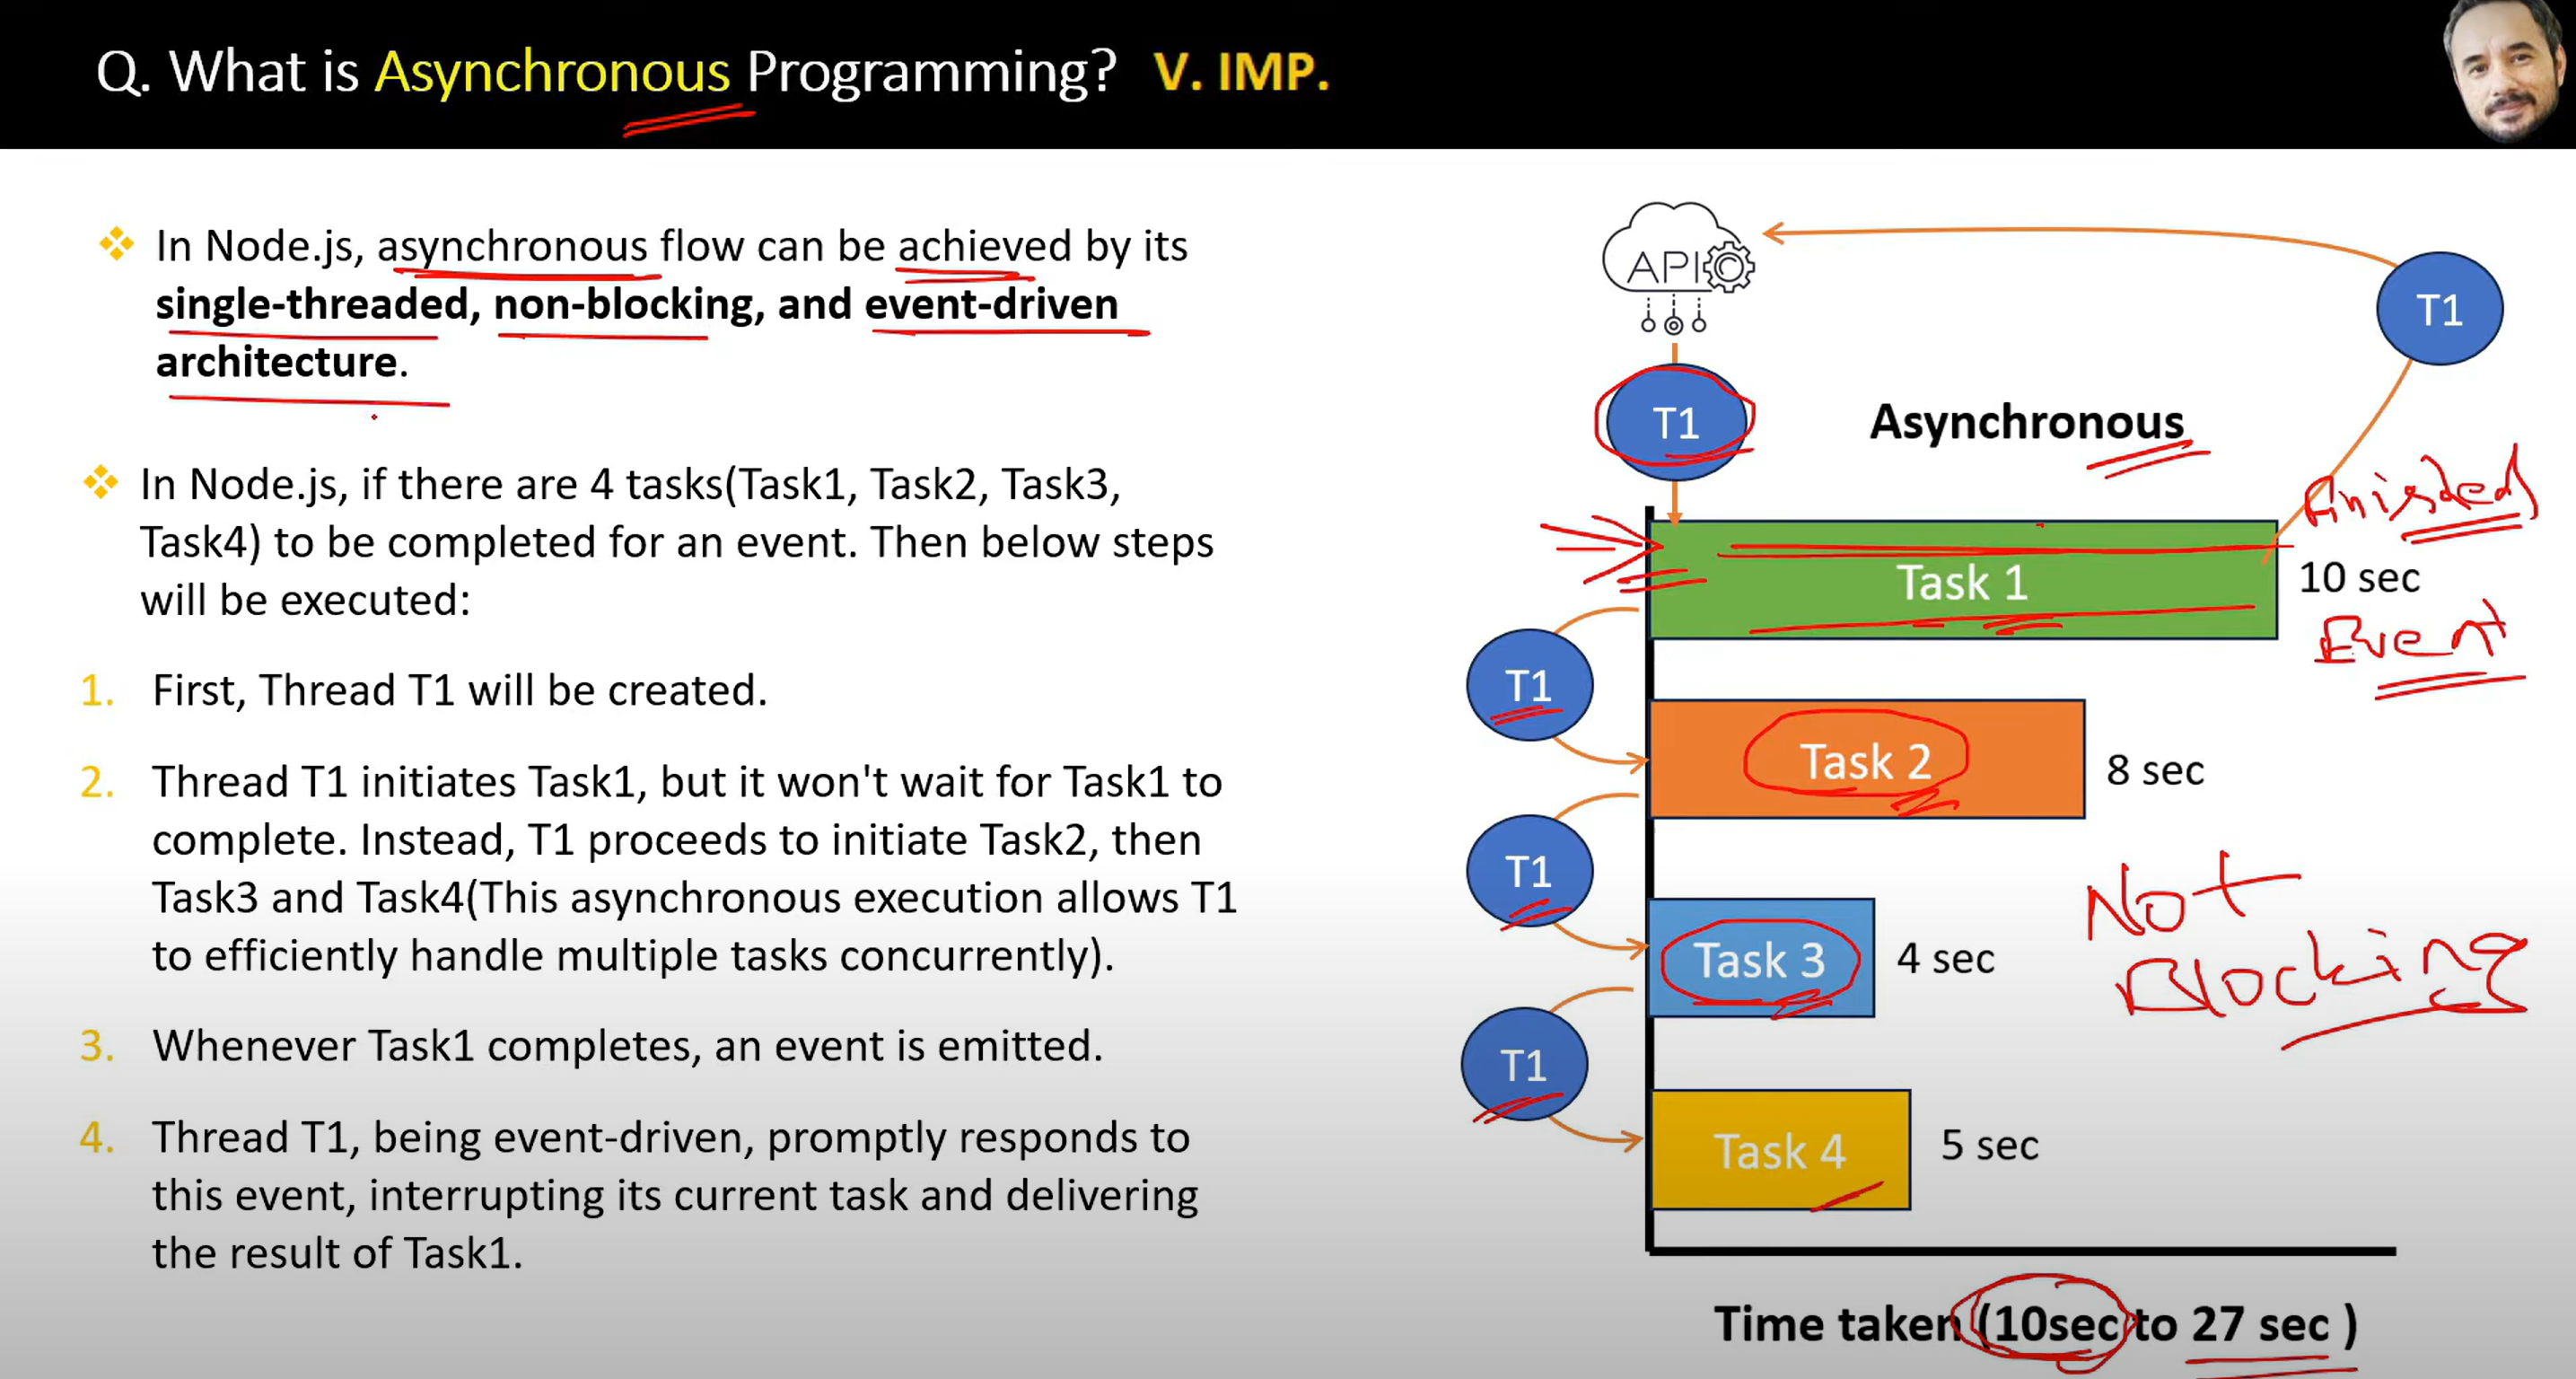 Q. What is Asynchronous Programming? V. IMP.
❖ In Node.js, asynchronous flow can be achieved by its
single-threaded, non-blocking, and event-driven
architecture.
❖ In Node.js, if there are 4 tasks(Task1, Task2, Task3,
Task4) to be completed for an event. Then below steps
will be executed:
1. First, Thread T1 will be created.
2. Thread T1 initiates Task1, but it won't wait for Task1 to
complete. Instead, T1 proceeds to initiate Task2, then
Task3 and Task4(This asynchronous execution allows T1
to efficiently handle multiple tasks concurrently).
3. Whenever Task1 completes, an event is emitted.
4. Thread T1, being event-driven, promptly responds to
this event, interrupting its current task and delivering
the result of Task1.
API
T1
T1
Asynchronous
Finished
Task 1
10 sec
Event
T1
Task 2
8 sec
T1
Task 3
4 sec
Not
Blocking
T1
Task 4
5 sec
Time taken (10sec to 27 sec )